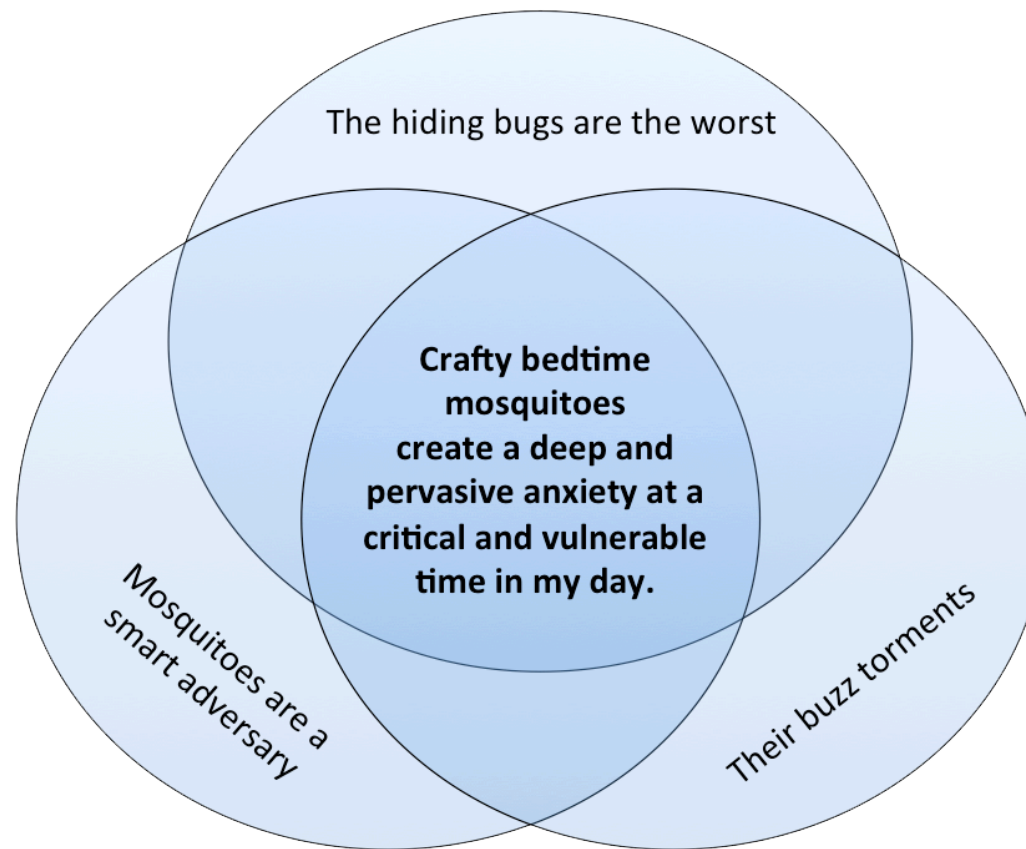 The hiding bugs are the worst
Crafty bedtime
mosquitoes
create a deep and
pervasive anxiety at a
critical and vulnerable
time in my day.
Mosquitoes are a
smart adversary
Their buzz torments